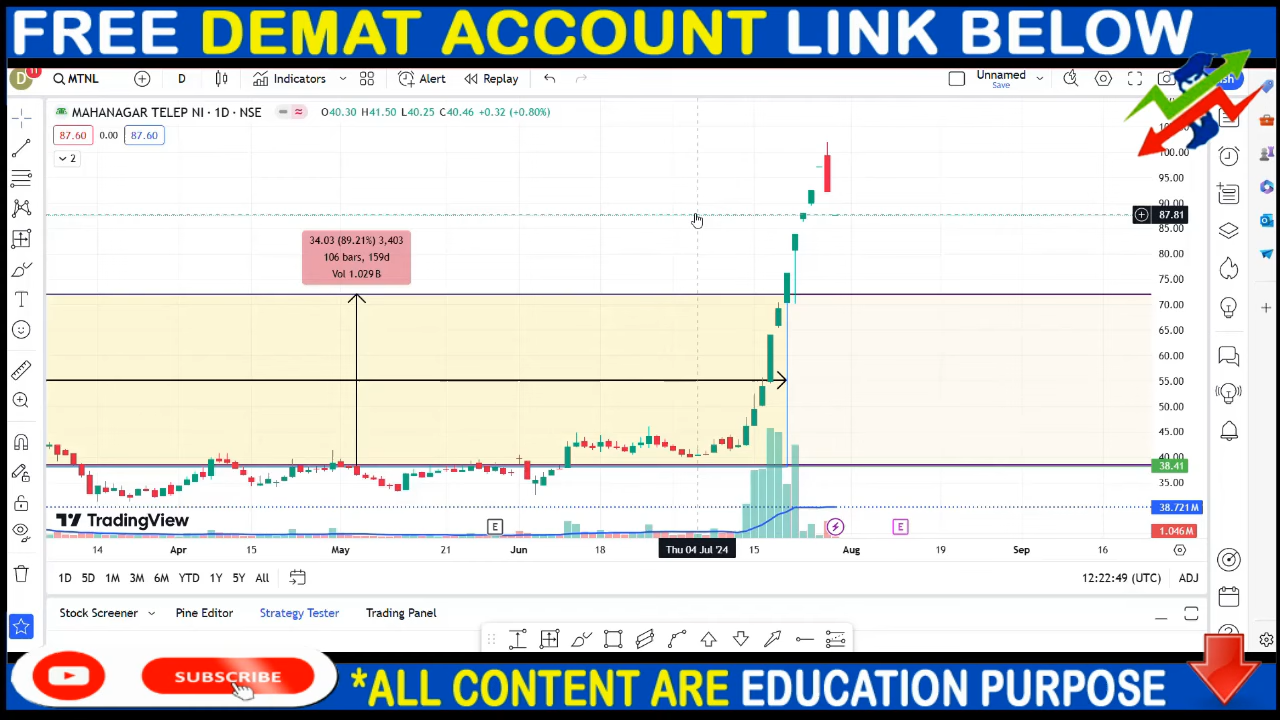 FREE DEMAT ACCOUNT LINK BELOW
D 11 MTNL D Indicators Alert Replay Unnamed
Save
MAHANAGAR TELEP NI · 1D · NSE O40.30 H41.50 L40.25 C40.46 +0.32 (+0.80%)
87.60 0.00 87.60
2
100.00
95.00
87.81
85.00
80.00
75.00
70.00
65.00
60.00
55.00
50.00
45.00
40.00
38.41
35.00
38.721M
1.046M
34.03 (89.21%) 3,403
106 bars, 159d
Vol 1.029B
TradingView
E E
14 Apr 15 May 21 Jun 18 Thu 04 Jul '24 15 Aug 19 Sep 16
1D 5D 1M 3M 6M YTD 1Y 5Y All 12:22:49 (UTC) ADJ
Stock Screener Pine Editor Strategy Tester Trading Panel
SUBSCRIBE
*ALL CONTENT ARE EDUCATION PURPOSE